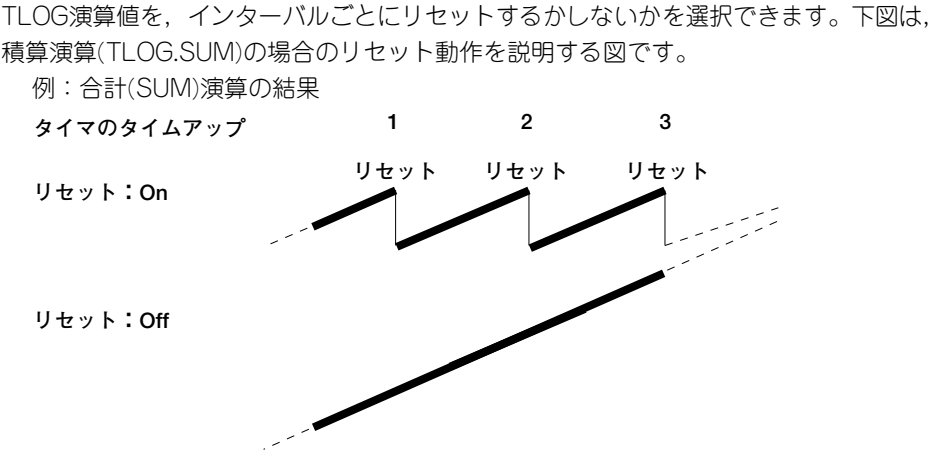 TLOG演算値を，インターバルごとにリセットするかしないかを選択できます。下図は，
積算演算(TLOG.SUM)の場合のリセット動作を説明する図です。
例：合計(SUM)演算の結果
タイマのタイムアップ 1 2 3
リセット リセット リセット
リセット：On
リセット：Off